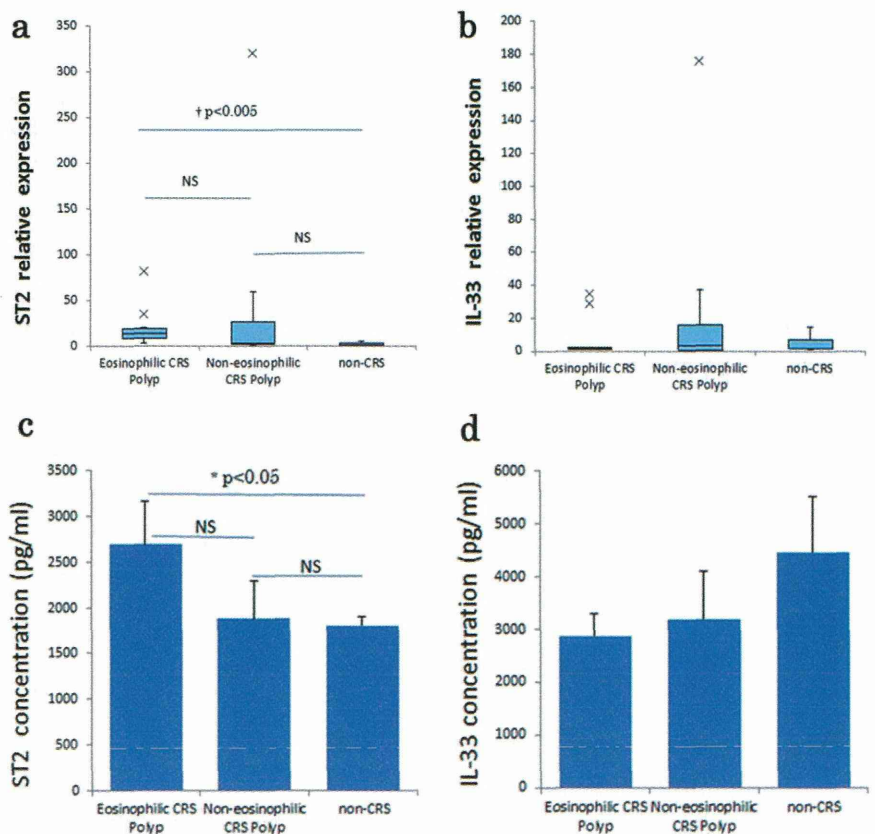 a
ST2 relative expression
350
300
250
200
150
100
50
0
† p<0.005
NS
NS
Eosinophilic CRS
Polyp
Non-eosinophilic
CRS Polyp
non-CRS
b
IL-33 relative expression
200
180
160
140
120
100
80
60
40
20
0
Eosinophilic CRS
Polyp
Non-eosinophilic
CRS Polyp
non-CRS
c
ST2 concentration (pg/ml)
3500
3000
2500
2000
1500
1000
500
0
* p<0.05
NS
NS
Eosinophilic CRS
Polyp
Non-eosinophilic
CRS Polyp
non-CRS
d
IL-33 concentration (pg/ml)
6000
5000
4000
3000
2000
1000
0
Eosinophilic CRS
Polyp
Non-eosinophilic
CRS Polyp
non-CRS